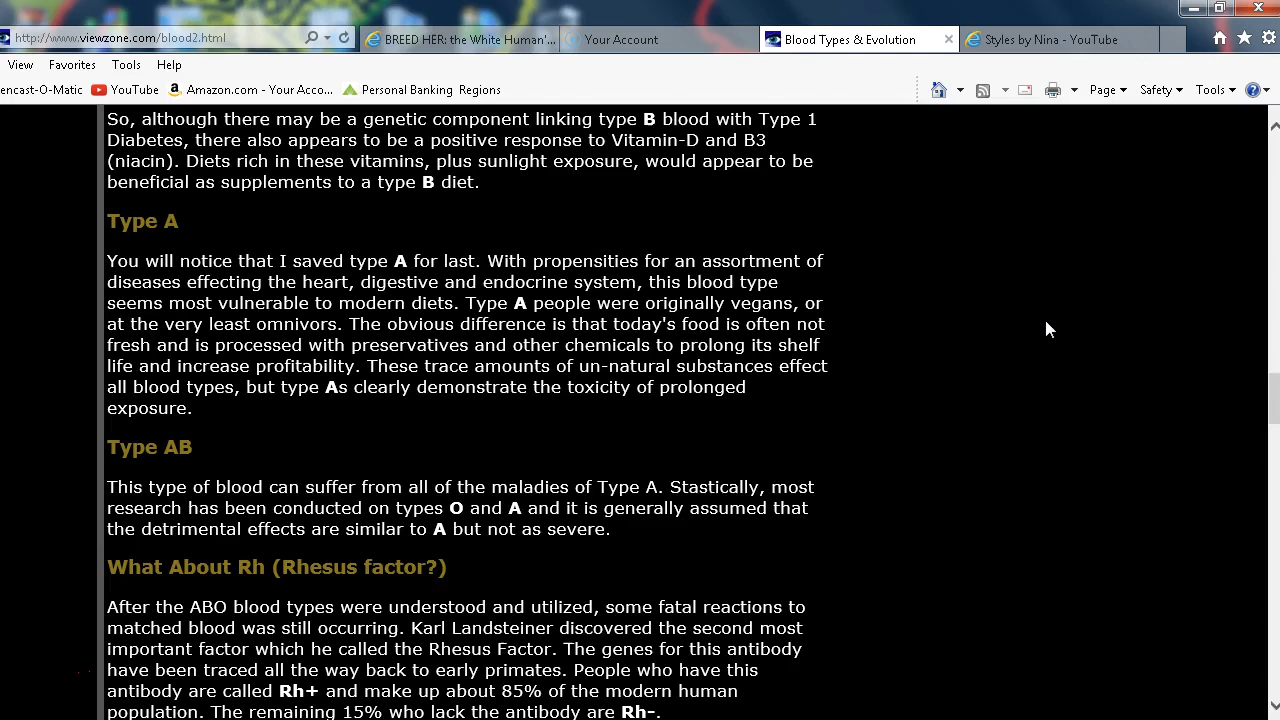 http://www.viewzone.com/blood2.html
BREED HER: the White Human'...
Your Account
Blood Types & Evolution
Styles by Nina - YouTube
View Favorites Tools Help
encast-O-Matic YouTube Amazon.com - Your Acco... Personal Banking Regions
Page Safety Tools
So, although there may be a genetic component linking type B blood with Type 1
Diabetes, there also appears to be a positive response to Vitamin-D and B3
(niacin). Diets rich in these vitamins, plus sunlight exposure, would appear to be
beneficial as supplements to a type B diet.
Type A
You will notice that I saved type A for last. With propensities for an assortment of
diseases effecting the heart, digestive and endocrine system, this blood type
seems most vulnerable to modern diets. Type A people were originally vegans, or
at the very least omnivors. The obvious difference is that today's food is often not
fresh and is processed with preservatives and other chemicals to prolong its shelf
life and increase profitability. These trace amounts of un-natural substances effect
all blood types, but type As clearly demonstrate the toxicity of prolonged
exposure.
Type AB
This type of blood can suffer from all of the maladies of Type A. Stastically, most
research has been conducted on types O and A and it is generally assumed that
the detrimental effects are similar to A but not as severe.
What About Rh (Rhesus factor?)
After the ABO blood types were understood and utilized, some fatal reactions to
matched blood was still occurring. Karl Landsteiner discovered the second most
important factor which he called the Rhesus Factor. The genes for this antibody
have been traced all the way back to early primates. People who have this
antibody are called Rh+ and make up about 85% of the modern human
population. The remaining 15% who lack the antibody are Rh-.